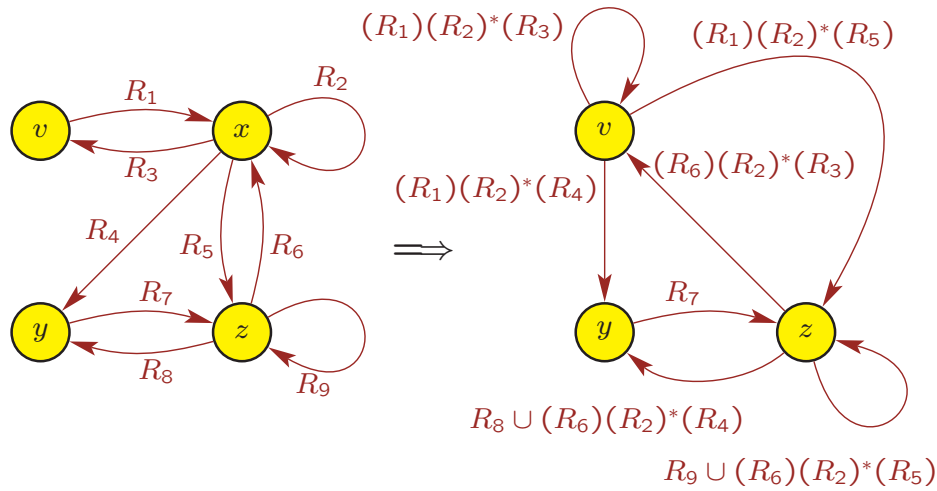 (R₁)(R₂)*(R₃)
(R₁)(R₂)*(R₅)
R₁
R₂
v
x
v
R₃
(R₁)(R₂)*(R₄)
(R₆)(R₂)*(R₃)
R₄
R₅
R₆
⟹
R₇
R₇
y
z
y
z
R₈
R₉
R₈ ∪ (R₆)(R₂)*(R₄)
R₉ ∪ (R₆)(R₂)*(R₅)